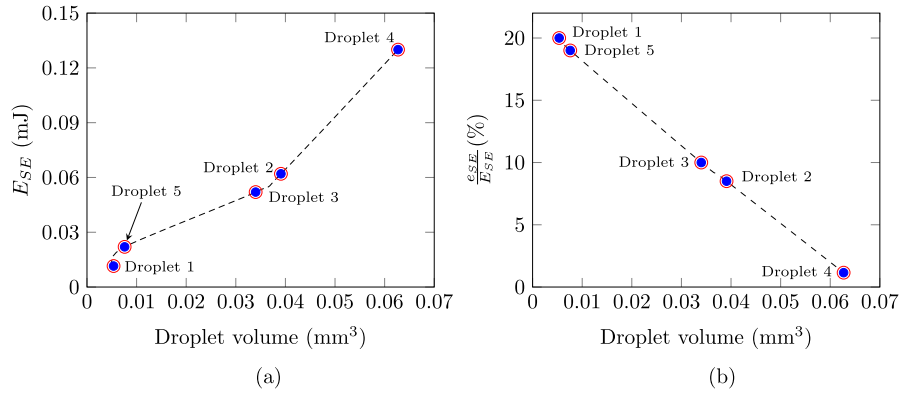 0.15
0.12
0.09
0.06
0.03
0
E_SE (mJ)
Droplet 4
Droplet 2
Droplet 3
Droplet 5
Droplet 1
0 0.01 0.02 0.03 0.04 0.05 0.06 0.07
Droplet volume (mm³)
(a)
20
15
10
5
0
e_SE/E_SE (%)
Droplet 1
Droplet 5
Droplet 3
Droplet 2
Droplet 4
0 0.01 0.02 0.03 0.04 0.05 0.06 0.07
Droplet volume (mm³)
(b)